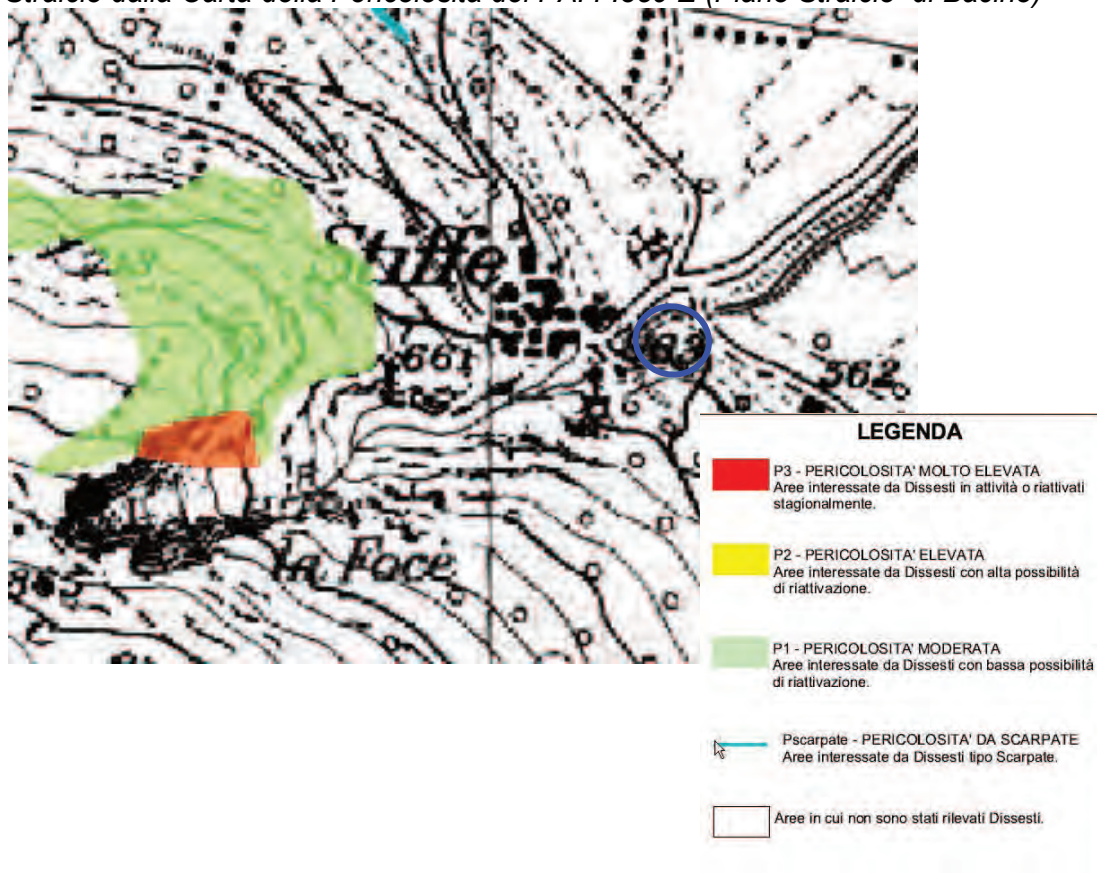 Stralcio dalla Carta della Pericolosità del PAI (Piano Stralcio di Bacino)
Stiffe
661
562
la Foce
LEGENDA
P3 - PERICOLOSITA' MOLTO ELEVATA
Aree interessate da Dissesti in attività o riattivati
stagionalmente.
P2 - PERICOLOSITA' ELEVATA
Aree interessate da Dissesti con alta possibilità
di riattivazione.
P1 - PERICOLOSITA' MODERATA
Aree interessate da Dissesti con bassa possibilità
di riattivazione.
Pscarpate - PERICOLOSITA' DA SCARPATE
Aree interessate da Dissesti tipo Scarpate.
Aree in cui non sono stati rilevati Dissesti.